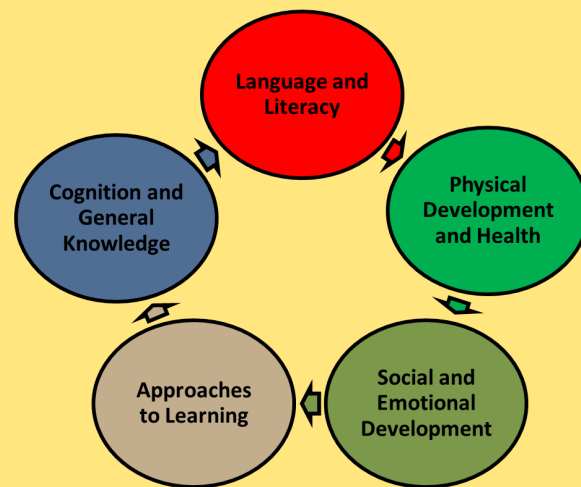 Language and
Literacy
Physical
Development
and Health
Social and
Emotional
Development
Approaches
to Learning
Cognition and
General
Knowledge